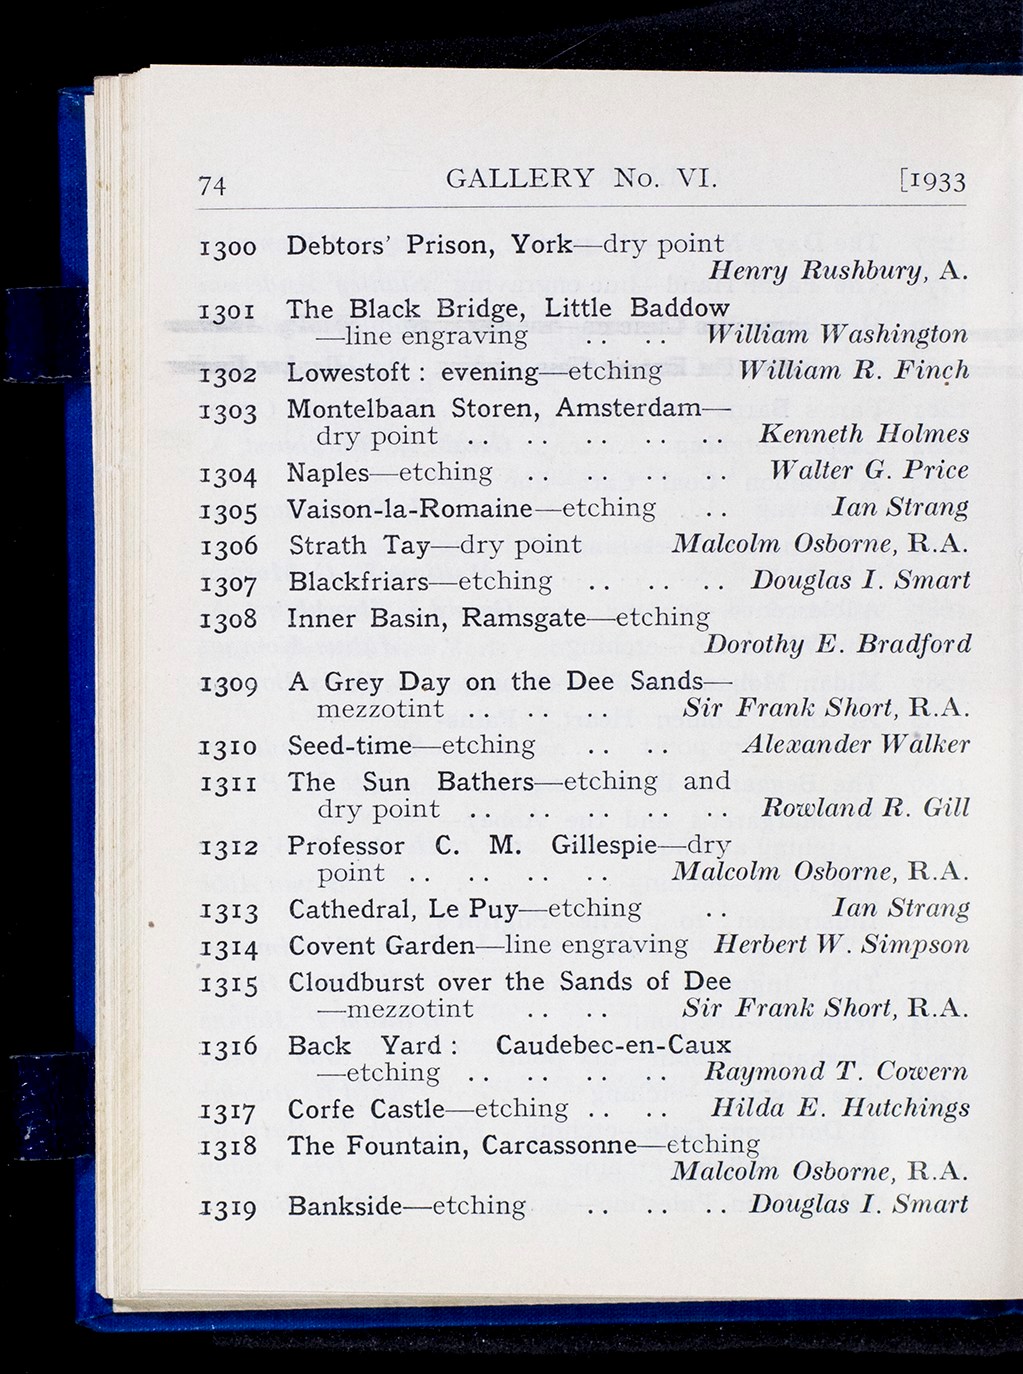 74 GALLERY No. VI. [1933
1300 Debtors' Prison, York—dry point
Henry Rushbury, A.
1301 The Black Bridge, Little Baddow
—line engraving .. .. William Washington
1302 Lowestoft : evening—etching William R. Finch
1303 Montelbaan Storen, Amsterdam—
dry point .. .. .. .. .. Kenneth Holmes
1304 Naples—etching .. .. .. .. Walter G. Price
1305 Vaison-la-Romaine—etching .. Ian Strang
1306 Strath Tay—dry point Malcolm Osborne, R.A.
1307 Blackfriars—etching .. .. .. Douglas I. Smart
1308 Inner Basin, Ramsgate—etching
Dorothy E. Bradford
1309 A Grey Day on the Dee Sands—
mezzotint .. .. .. Sir Frank Short, R.A.
1310 Seed-time—etching .. .. Alexander Walker
1311 The Sun Bathers—etching and
dry point .. .. .. .. .. Rowland R. Gill
1312 Professor C. M. Gillespie—dry
point .. .. .. .. Malcolm Osborne, R.A.
1313 Cathedral, Le Puy—etching .. Ian Strang
1314 Covent Garden—line engraving Herbert W. Simpson
1315 Cloudburst over the Sands of Dee
—mezzotint .. .. Sir Frank Short, R.A.
1316 Back Yard : Caudebec-en-Caux
—etching .. .. .. .. Raymond T. Cowern
1317 Corfe Castle—etching .. .. Hilda E. Hutchings
1318 The Fountain, Carcassonne—etching
Malcolm Osborne, R.A.
1319 Bankside—etching .. .. .. Douglas I. Smart